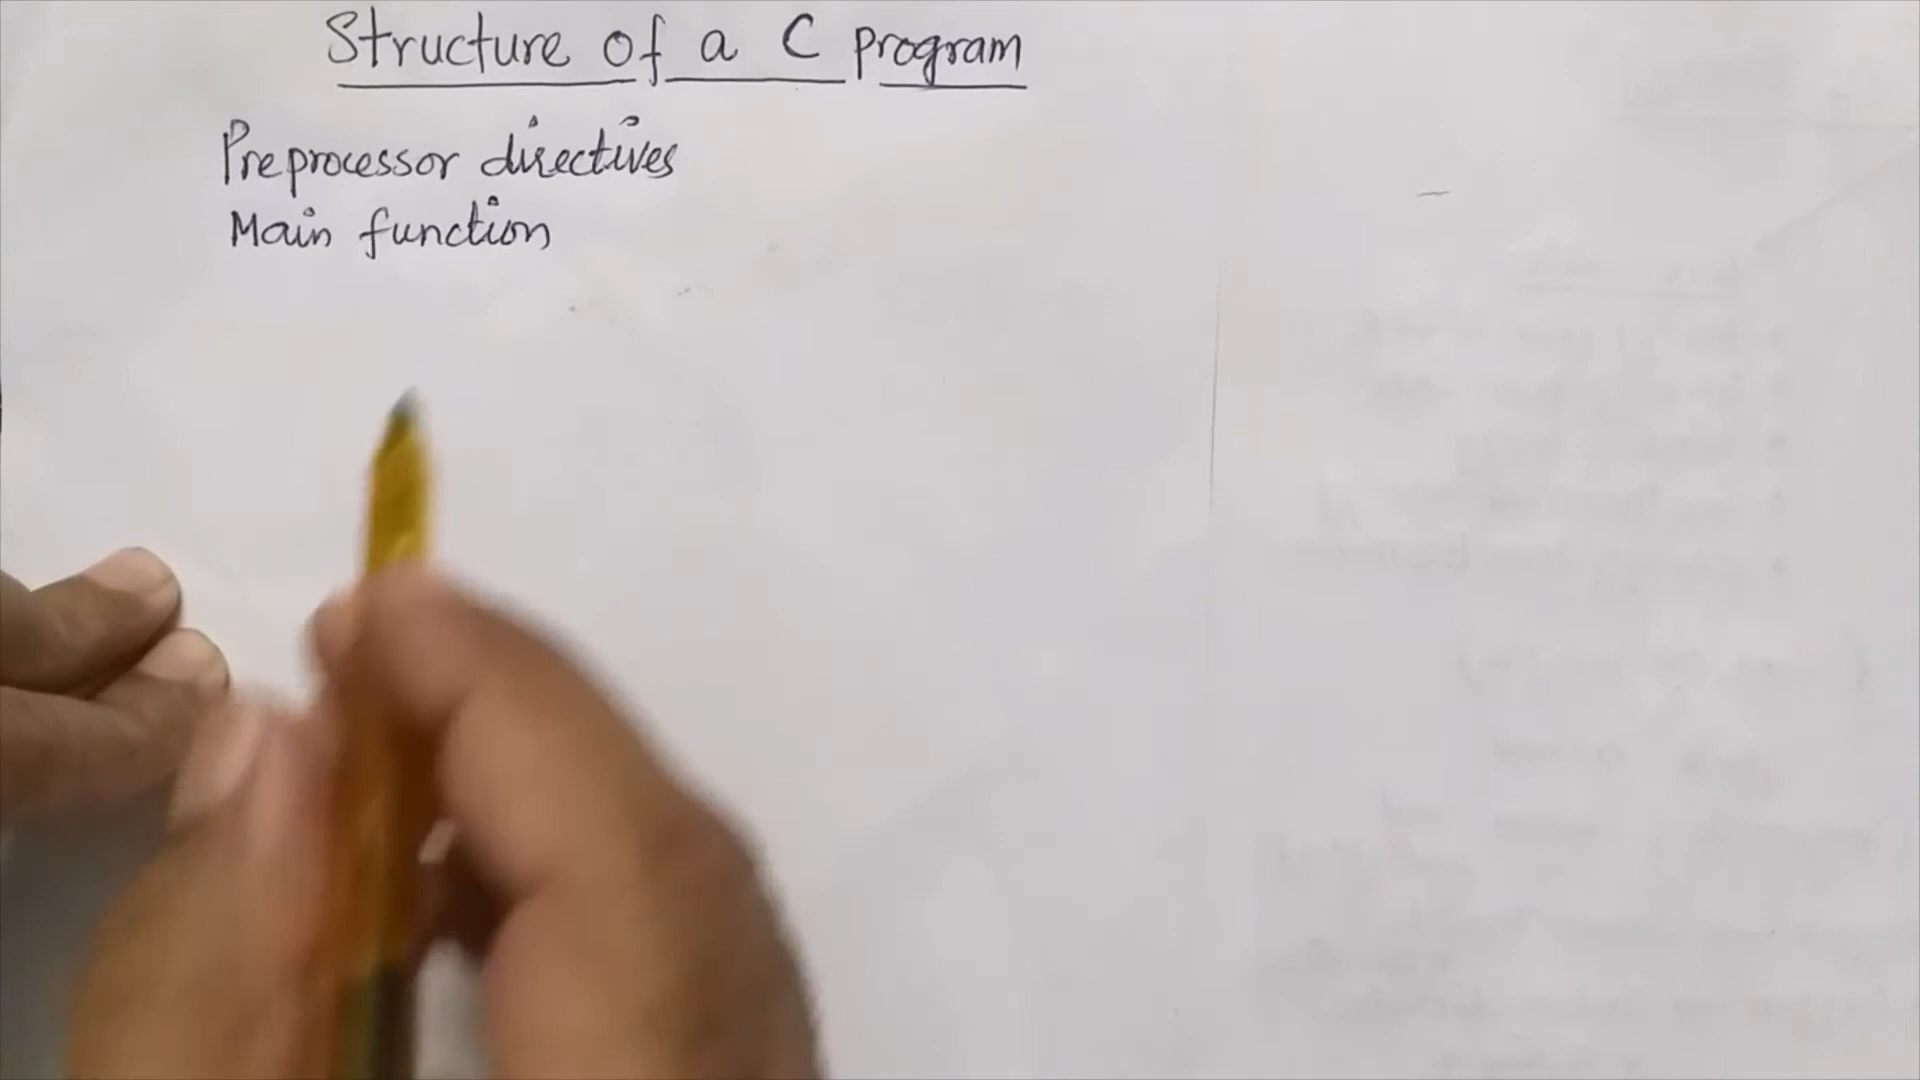 Structure of a C program
Preprocessor directives
Main function